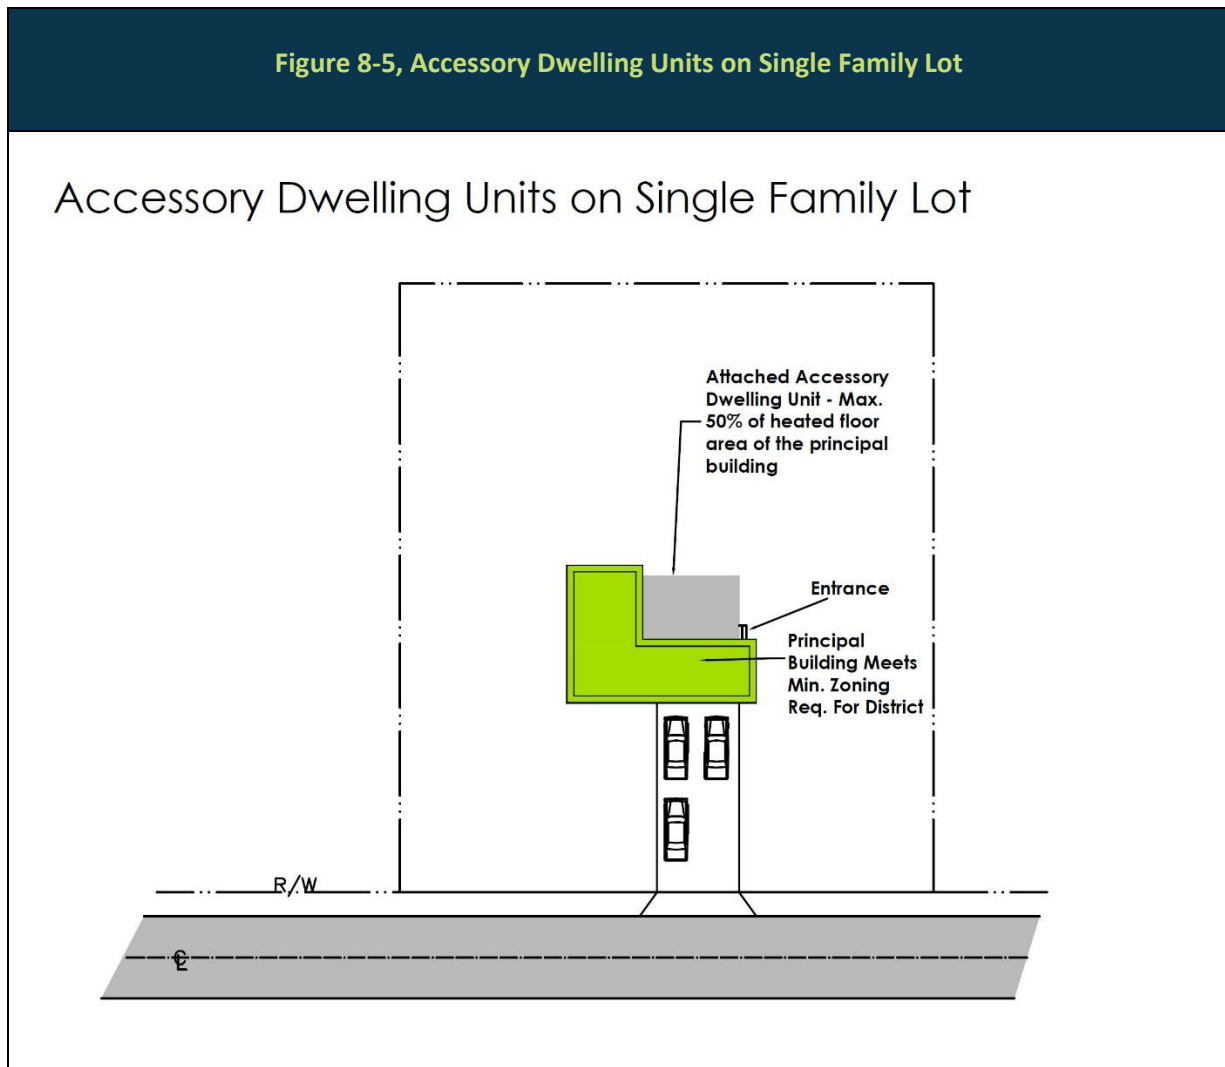 Figure 8-5, Accessory Dwelling Units on Single Family Lot
Accessory Dwelling Units on Single Family Lot
Attached Accessory
Dwelling Unit - Max.
50% of heated floor
area of the principal
building
Entrance
Principal
Building Meets
Min. Zoning
Req. For District
R/W
℄